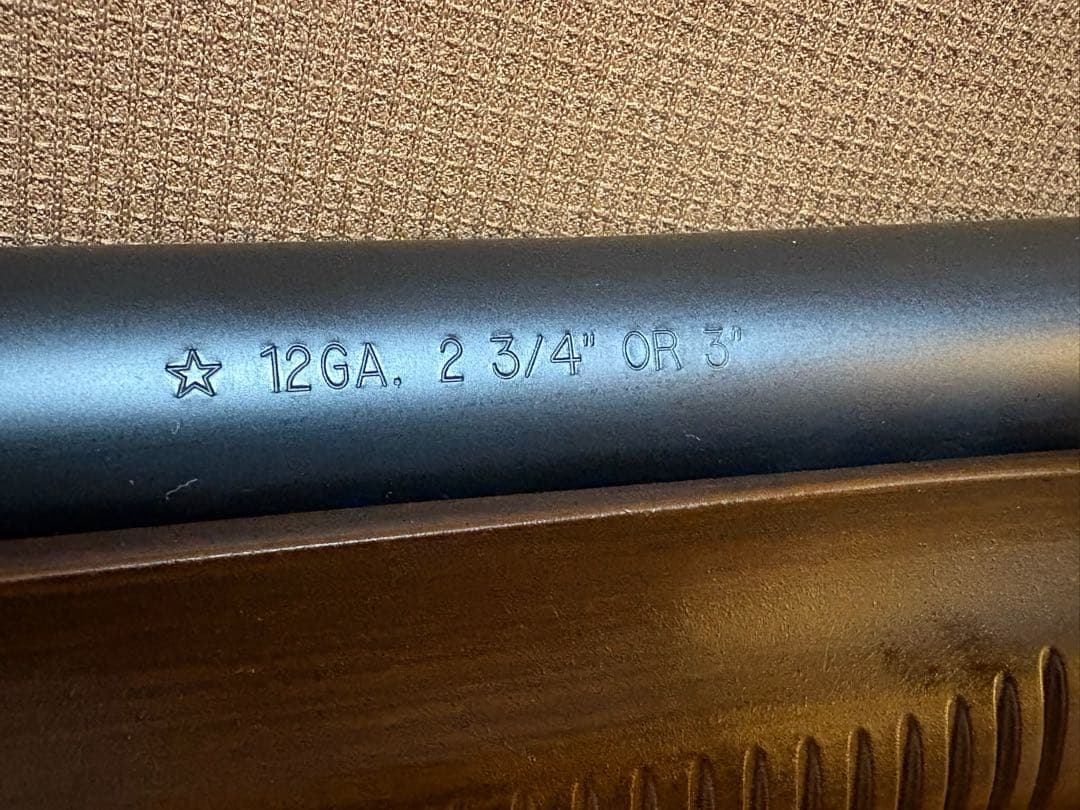 ☆ 12GA. 2 3/4" OR 3"